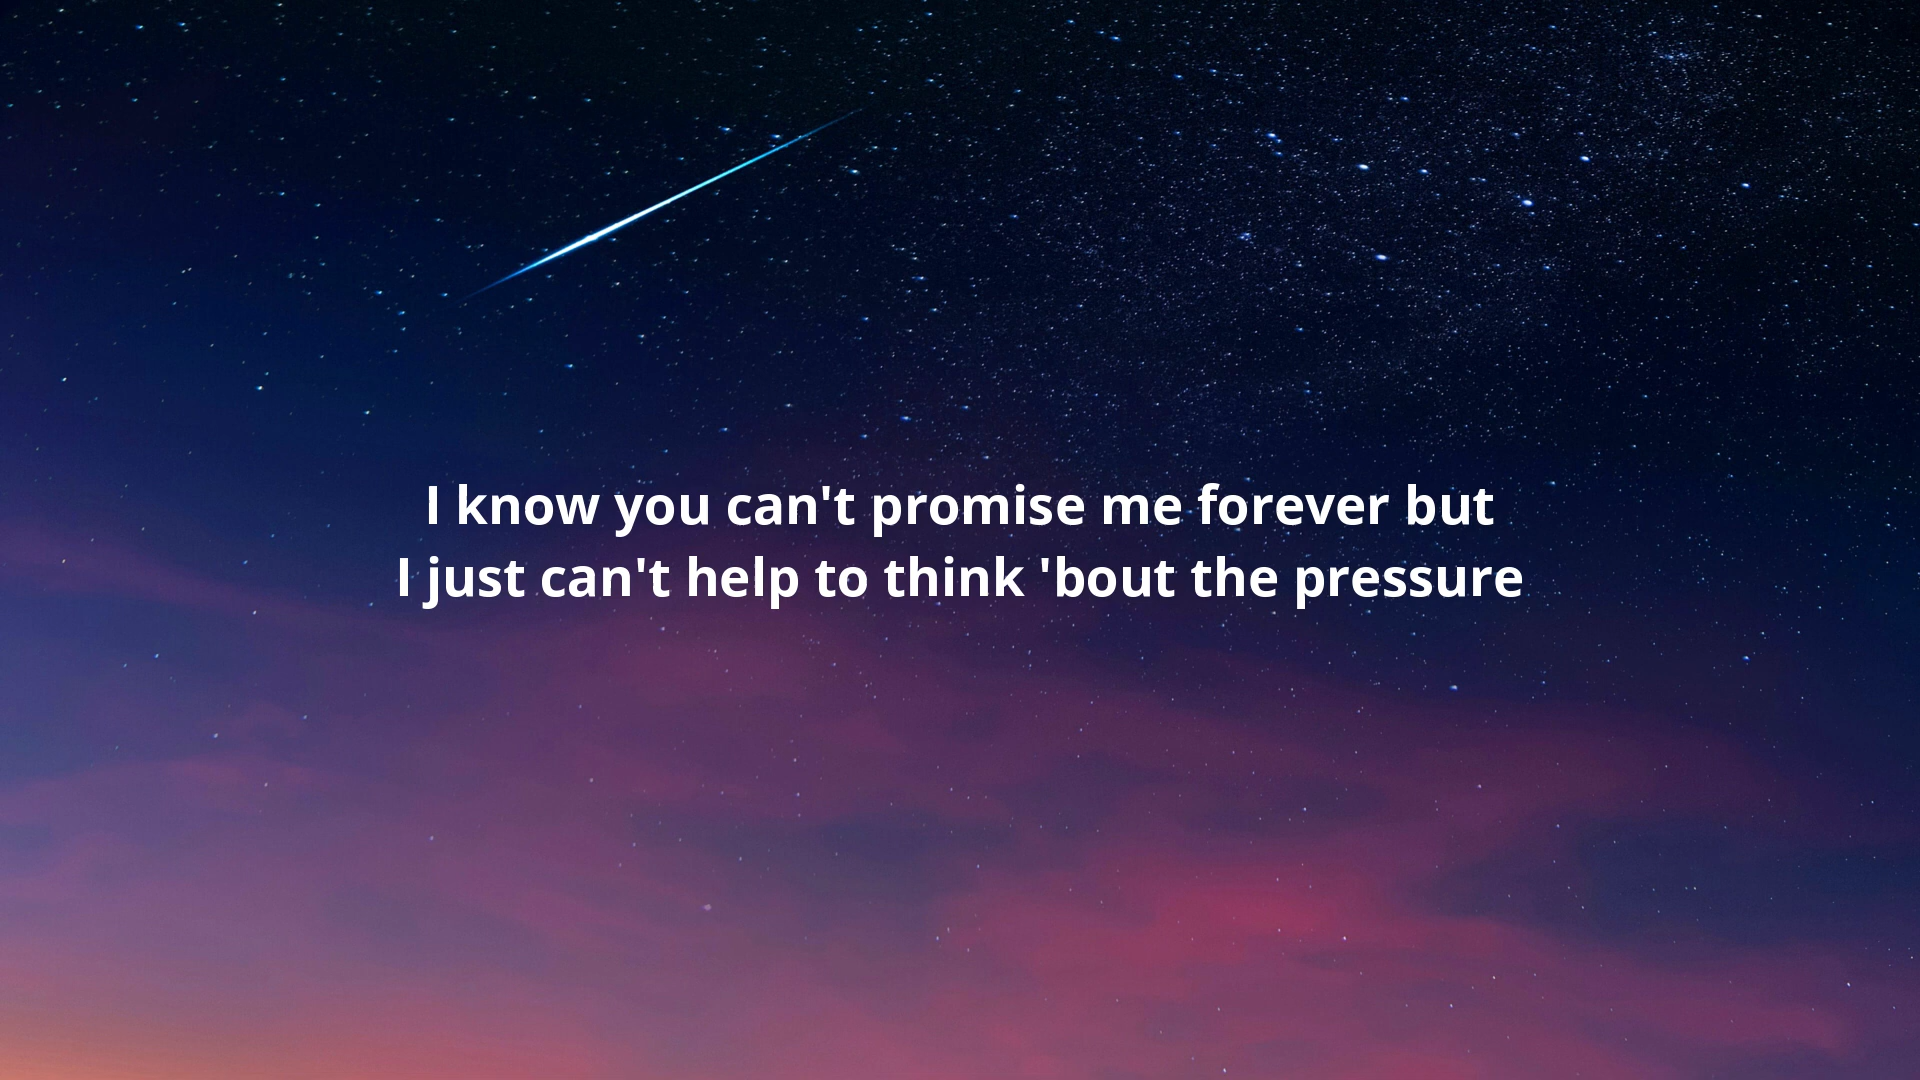 I know you can't promise me forever but
I just can't help to think 'bout the pressure